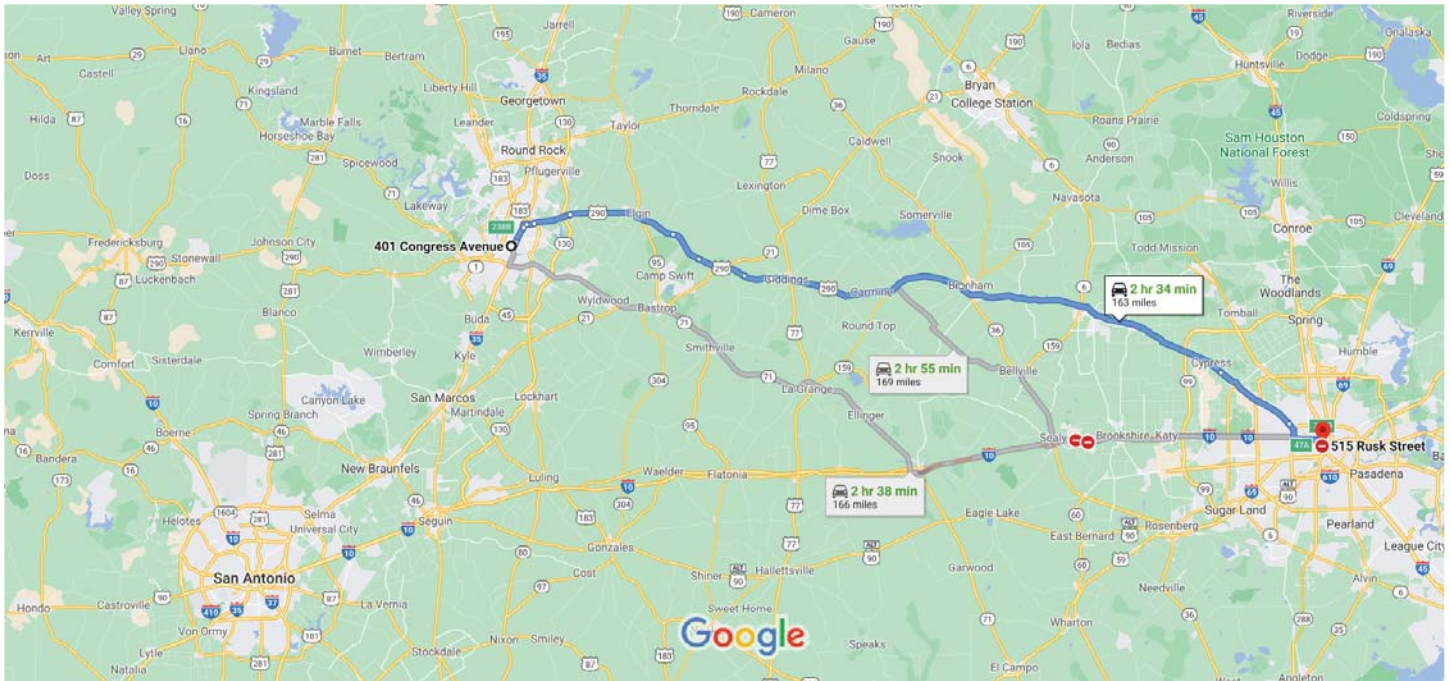 Valley Spring
Cameron
Riverside
Onalaska
Art
Llano
Burnet
Bertram
Jarrell
Gause
Iola
Bedias
Dodge
Castell
Kingsland
Liberty Hill
Georgetown
Rockdale
Milano
Bryan
College Station
Huntsville
Hilda
Marble Falls
Horseshoe Bay
Leander
Taylor
Thorndale
Roans Prairie
Coldspring
Round Rock
Caldwell
Sam Houston
National Forest
Doss
Spicewood
Pflugerville
Snook
Anderson
Lakeway
Lexington
Navasota
Willis
Fredericksburg
Johnson City
Elgin
Dime Box
Somerville
Cleveland
Stonewall
401 Congress Avenue
Conroe
Luckenbach
Todd Mission
Camp Swift
Giddings
Carmine
Brenham
2 hr 34 min
163 miles
The
Woodlands
Blanco
Wyldwood
Bastrop
Buda
Round Top
Tomball
Spring
Kerrville
Kyle
Smithville
Humble
Comfort
Sisterdale
Wimberley
2 hr 55 min
169 miles
Bellville
Cypress
Canyon Lake
San Marcos
Lockhart
La Grange
Spring Branch
Martindale
Ellinger
Boerne
Sealy
Brookshire
Katy
515 Rusk Street
Bandera
New Braunfels
Luling
Waelder
Flatonia
Pasadena
2 hr 38 min
166 miles
Helotes
Selma
Universal City
Seguin
Eagle Lake
Sugar Land
Rosenberg
Pearland
East Bernard
League City
Gonzales
San Antonio
Cost
Shiner
Hallettsville
Garwood
Needville
Alvin
Hondo
Castroville
La Vernia
Sweet Home
Wharton
Von Ormy
Google
Lytle
Nixon
Smiley
Speaks
Natalia
Stockdale
El Campo
Angleton